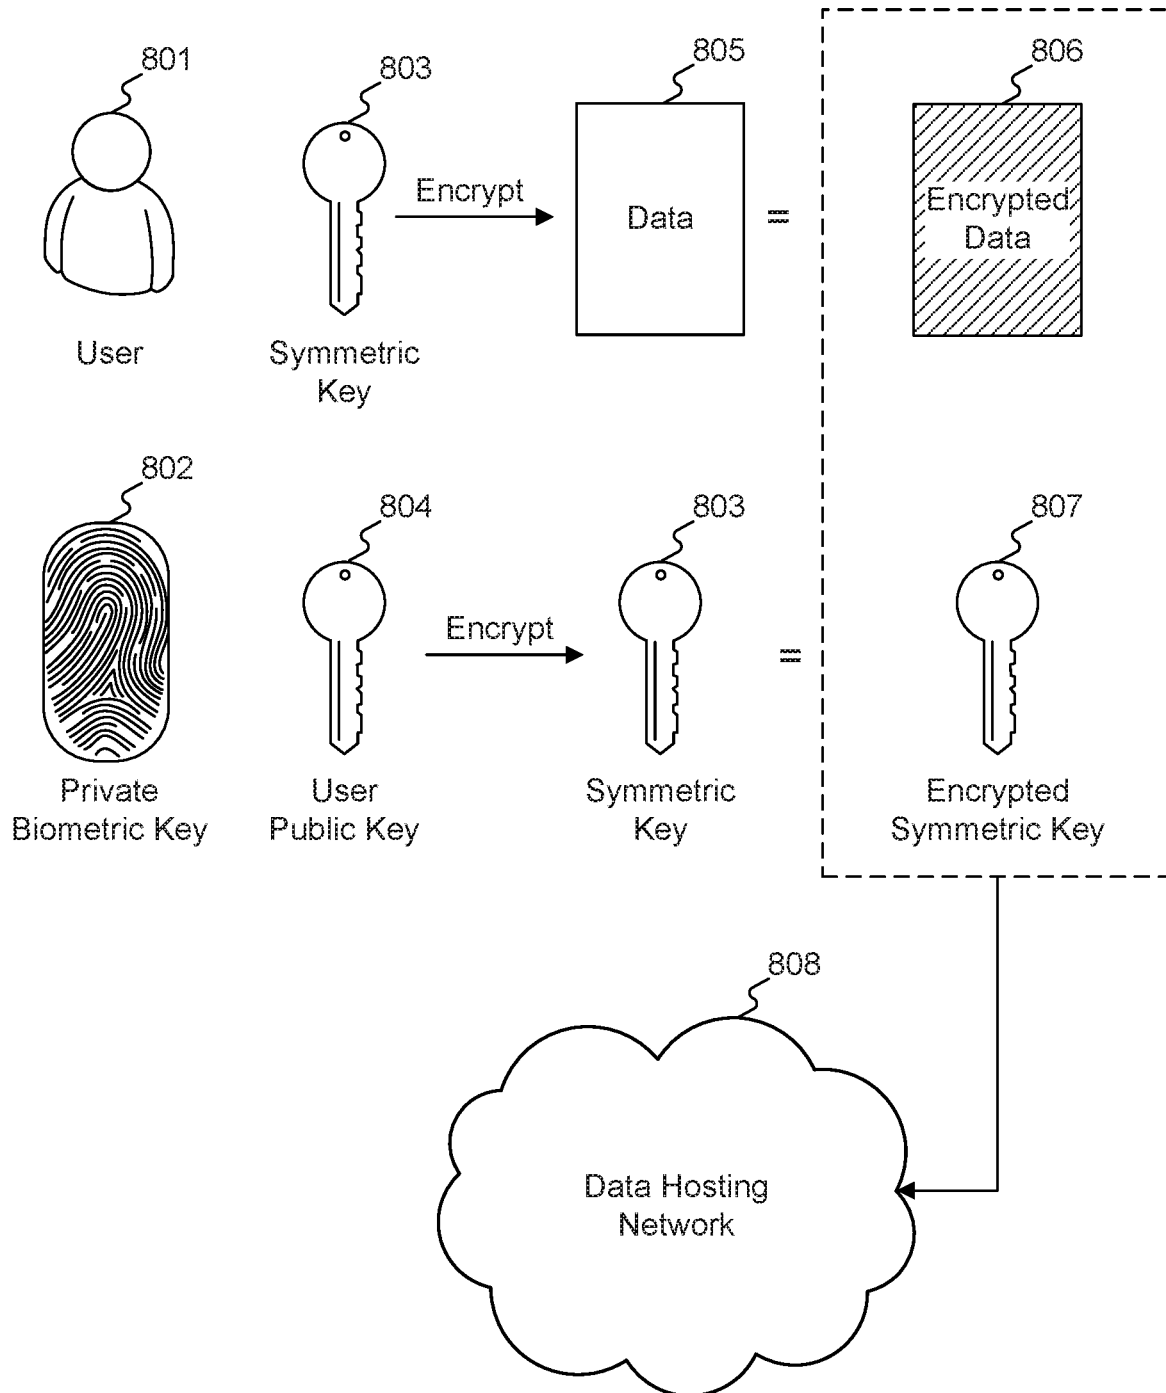 801
803
805
806
Encrypt
Data
=
Encrypted
Data
User
Symmetric
Key
802
804
803
807
Encrypt
=
Private
Biometric Key
User
Public Key
Symmetric
Key
Encrypted
Symmetric Key
808
Data Hosting
Network